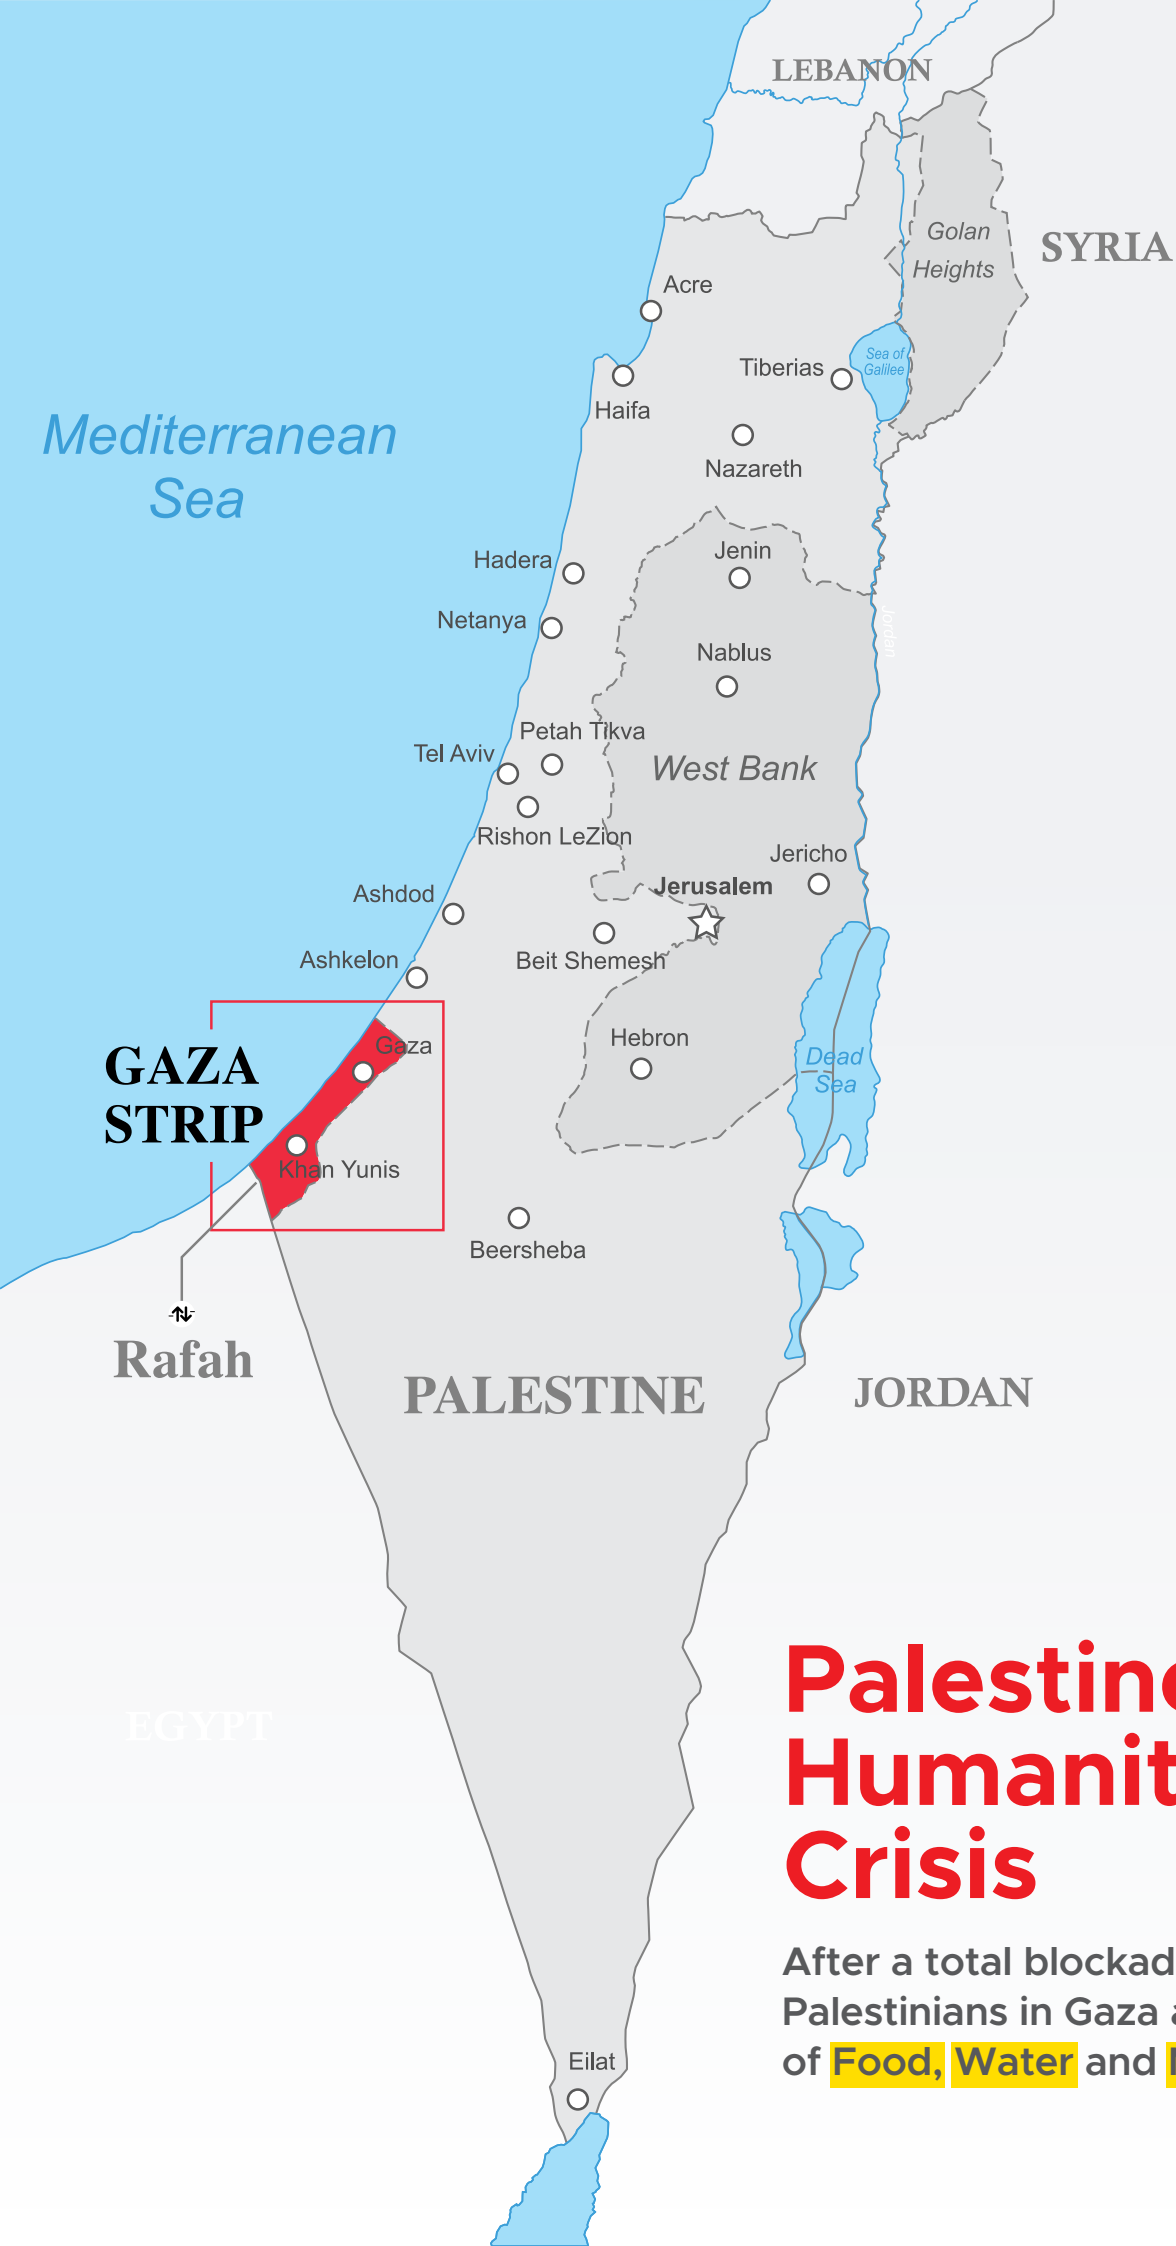 LEBANON
Golan
Heights
SYRIA
Acre
Sea of
Galilee
Tiberias
Haifa
Mediterranean
Sea
Nazareth
Jenin
Hadera
Netanya
Jordan
Nablus
Petah Tikva
Tel Aviv
West Bank
Rishon LeZion
Jericho
Jerusalem
Ashdod
Beit Shemesh
Ashkelon
Hebron
Gaza
Dead
Sea
GAZA
STRIP
Khan Yunis
Beersheba
Rafah
PALESTINE
JORDAN
EGYPT
Palestin
Humanit
Crisis
After a total blockad
Palestinians in Gaza
of Food, Water and
Eilat